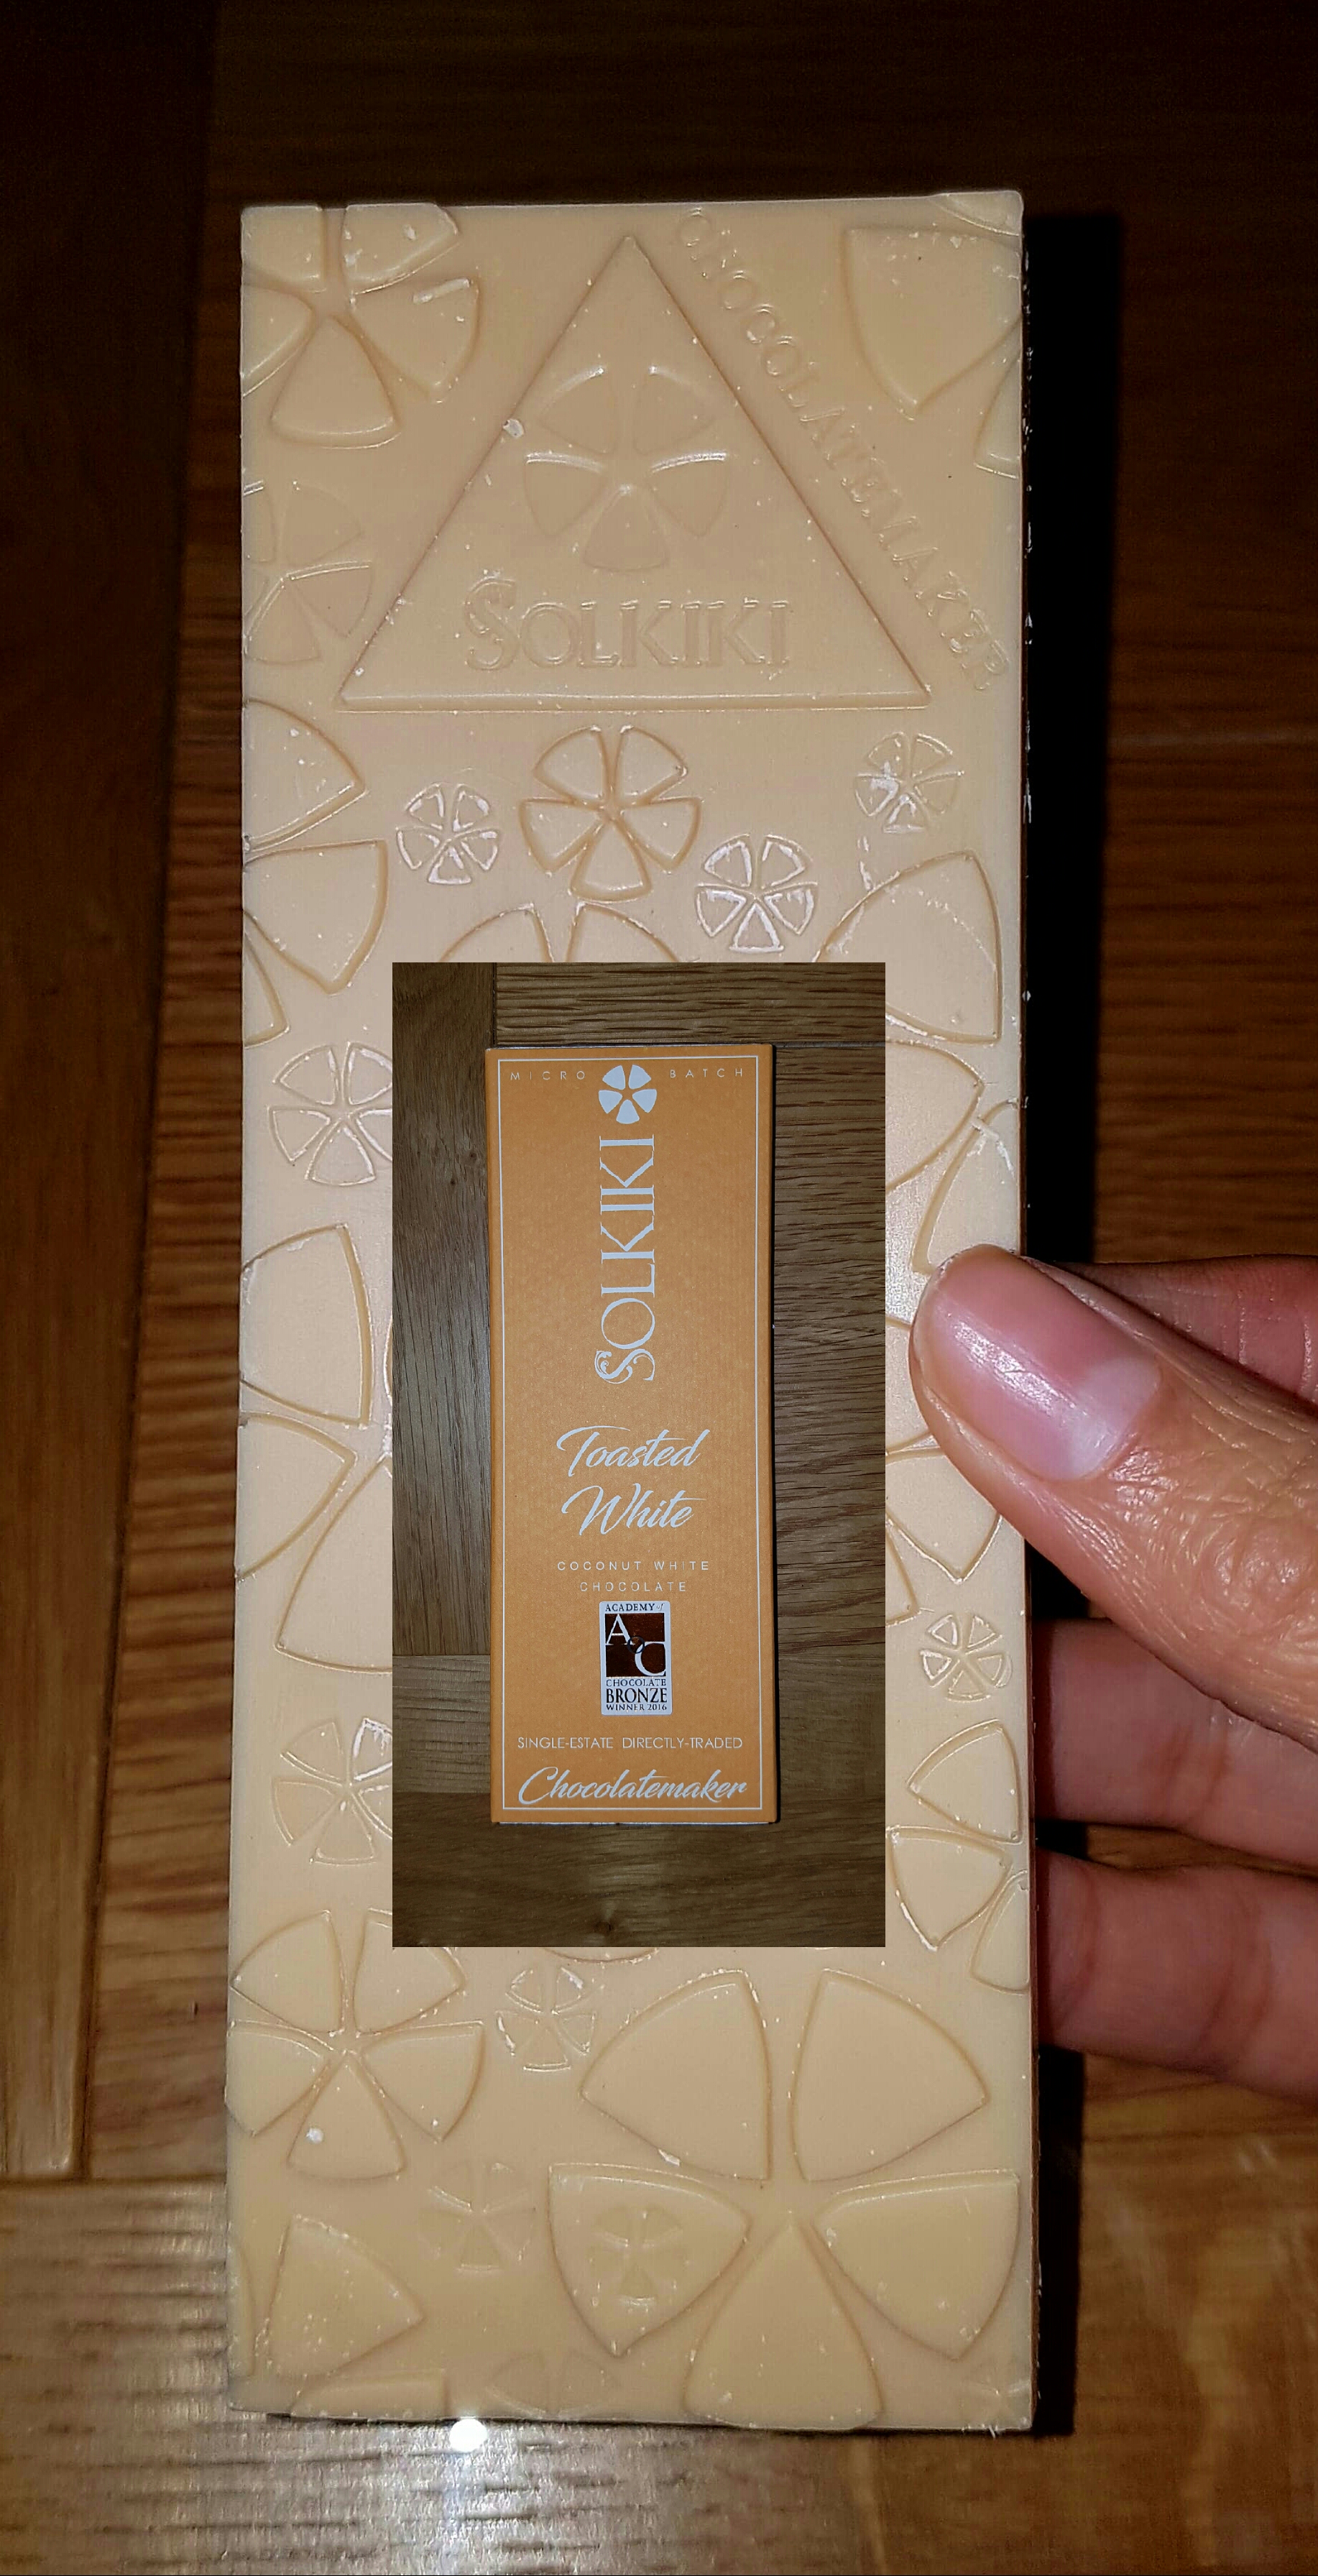 CHOCOLATEMAKER
SOLKIKI
MICRO BATCH
SOLKIKI
Toasted
White
COCONUT WHITE
CHOCOLATE
ACADEMY of
A C
CHOCOLATE
BRONZE
WINNER 2016
SINGLE-ESTATE DIRECTLY-TRADED
Chocolatemaker